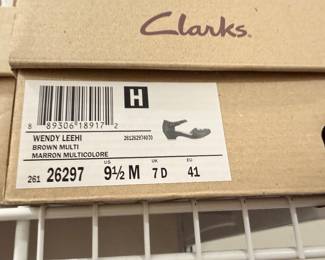 Clarks.
H
8 89306 18917 2
WENDY LEEHI
261262974070
BROWN MULTI
MARRON MULTICOLORE
US UK EU
261 26297 9½ M 7 D 41